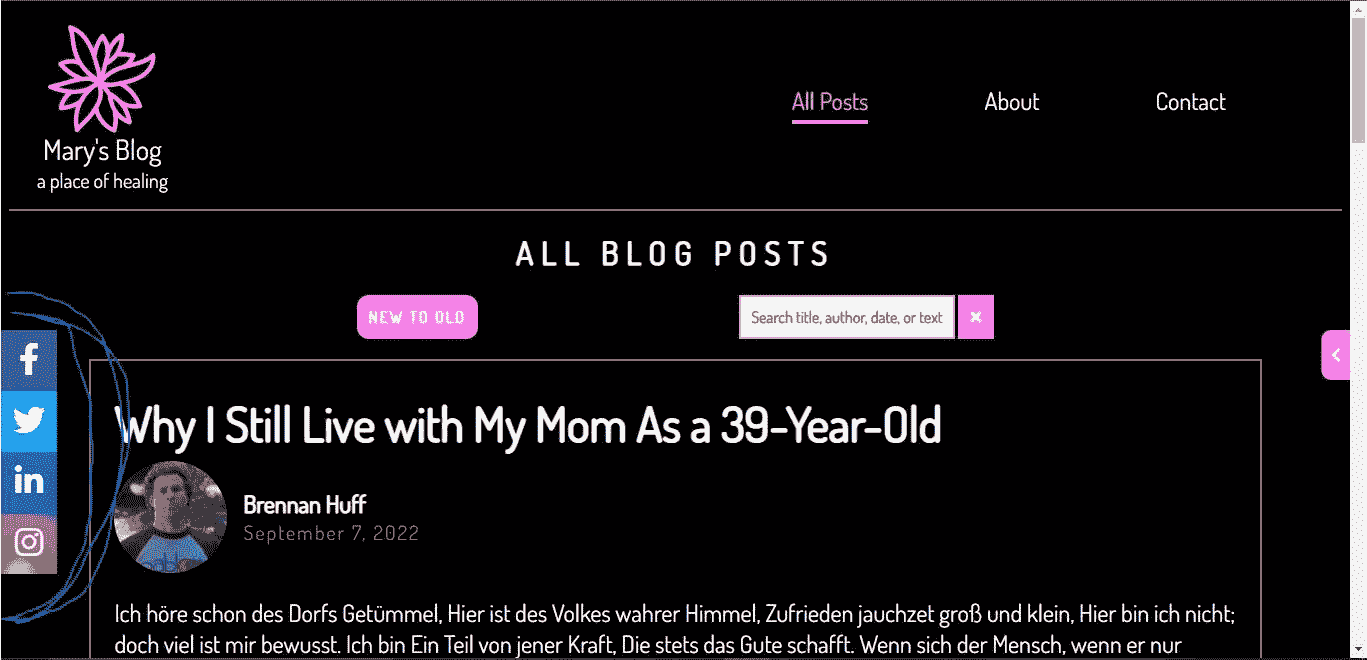 Mary's Blog
a place of healing
All Posts
About
Contact
ALL BLOG POSTS
NEW TO OLD
Search title, author, date, or text
Why I Still Live with My Mom As a 39-Year-Old
Brennan Huff
September 7, 2022
Ich höre schon des Dorfs Getümmel, Hier ist des Volkes wahrer Himmel, Zufrieden jauchzet groß und klein, Hier bin ich nicht;
doch viel ist mir bewusst. Ich bin Ein Teil von jener Kraft, Die stets das Gute schafft. Wenn sich der Mensch, wenn er nur